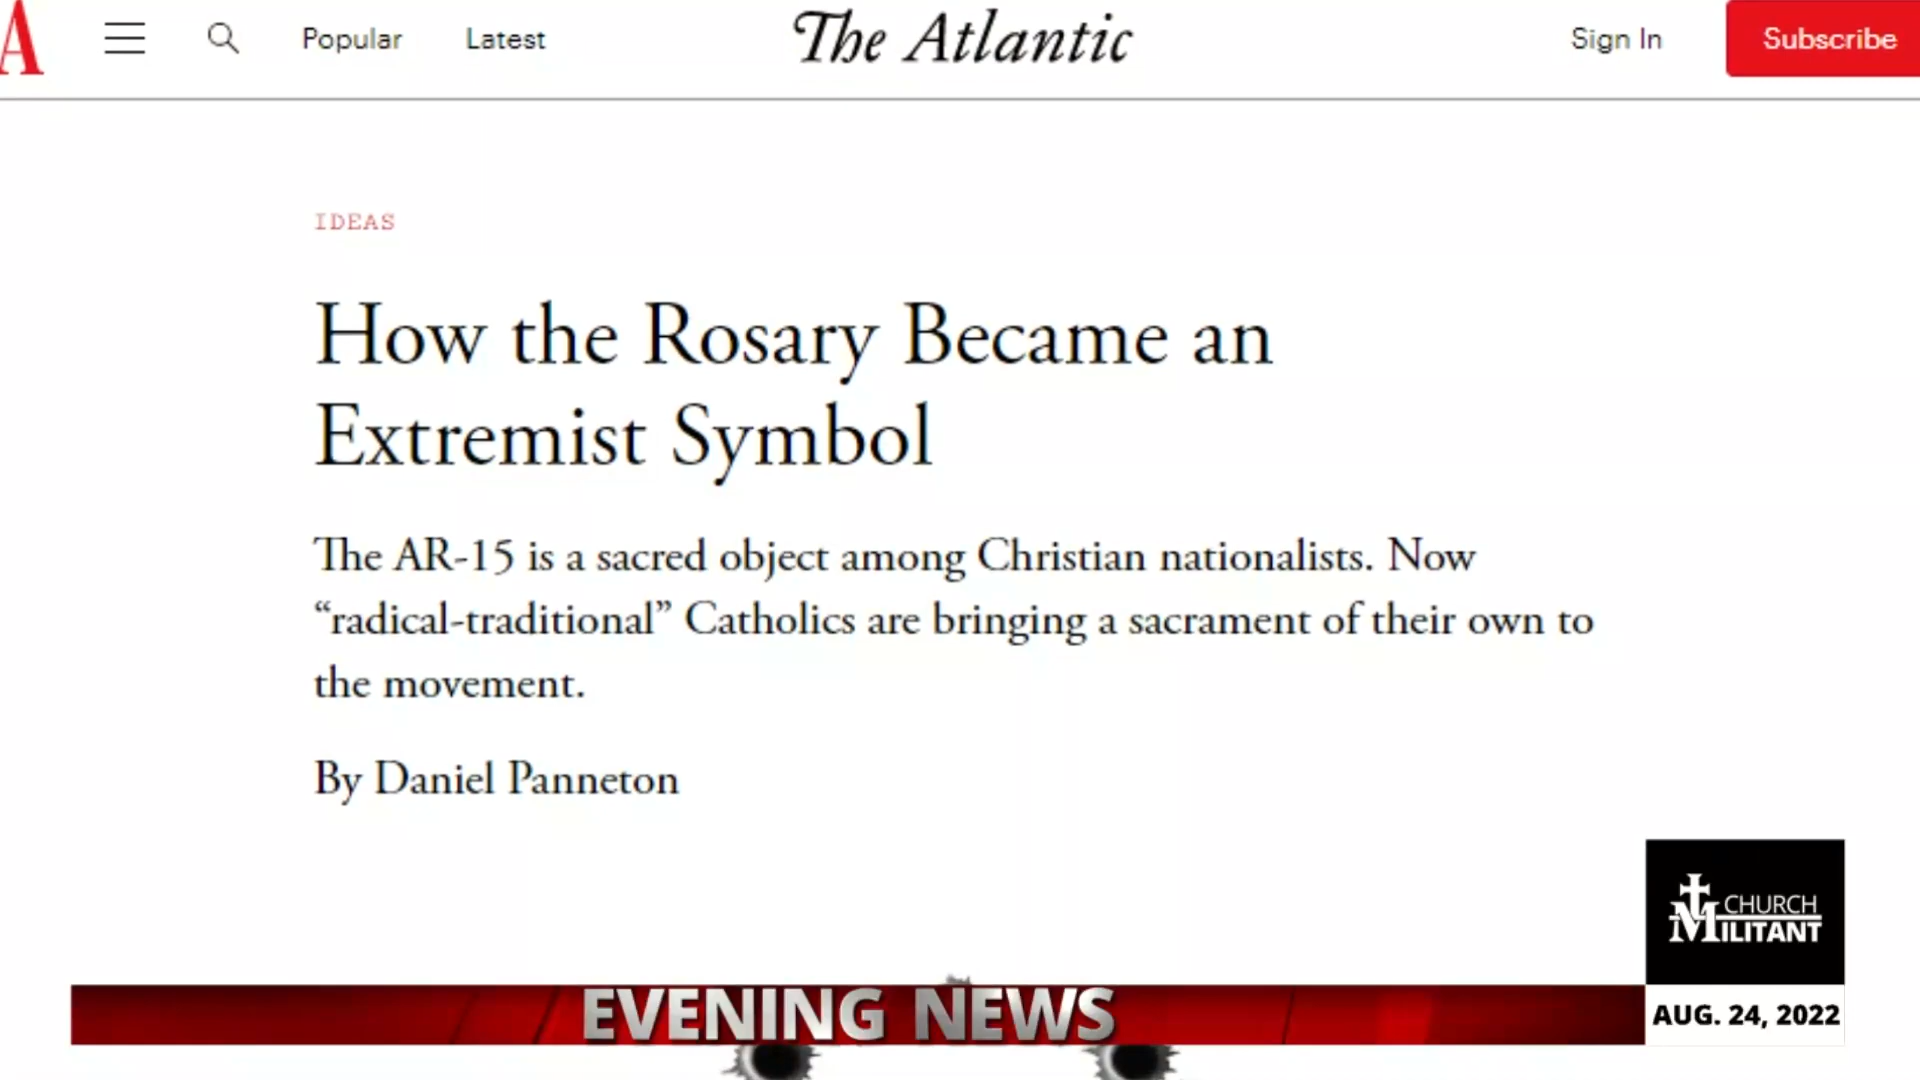 A
Popular
Latest
The Atlantic
Sign In
Subscribe
IDEAS
How the Rosary Became an
Extremist Symbol
The AR-15 is a sacred object among Christian nationalists. Now
“radical-traditional” Catholics are bringing a sacrament of their own to
the movement.
By Daniel Panneton
CHURCH
MILITANT
EVENING NEWS
AUG. 24, 2022